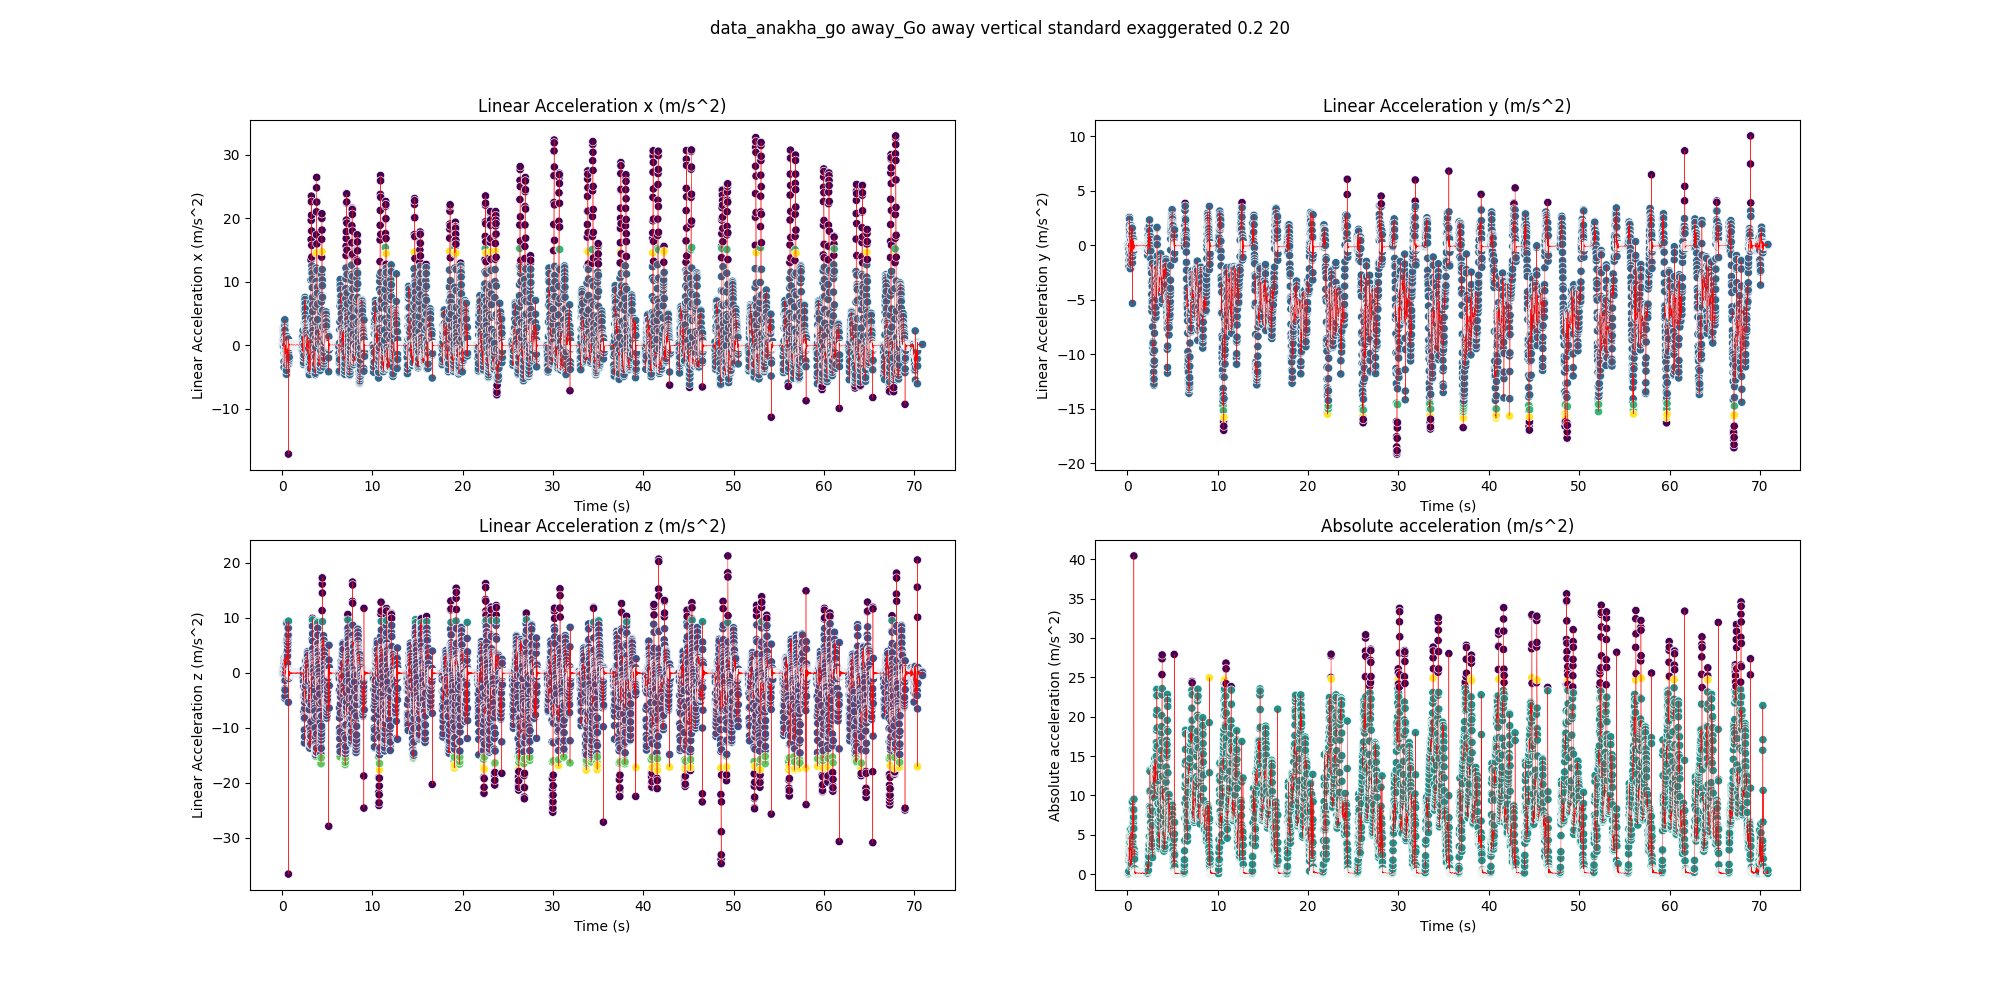 data_anakha_go away_Go away vertical standard exaggerated 0.2 20
Linear Acceleration x (m/s^2)
Linear Acceleration x (m/s^2)
30
20
10
0
−10
0 10 20 30 40 50 60 70
Time (s)
Linear Acceleration y (m/s^2)
Linear Acceleration y (m/s^2)
10
5
0
−5
−10
−15
−20
0 10 20 30 40 50 60 70
Time (s)
Linear Acceleration z (m/s^2)
Linear Acceleration z (m/s^2)
20
10
0
−10
−20
−30
0 10 20 30 40 50 60 70
Time (s)
Absolute acceleration (m/s^2)
Absolute acceleration (m/s^2)
40
35
30
25
20
15
10
5
0
0 10 20 30 40 50 60 70
Time (s)